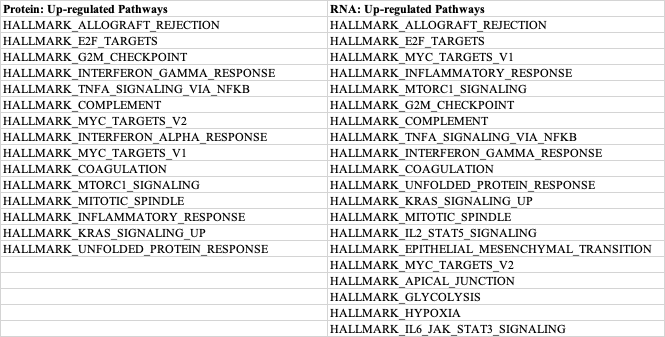 Protein: Up-regulated Pathways RNA: Up-regulated Pathways
HALLMARK_ALLOGRAFT_REJECTION HALLMARK_ALLOGRAFT_REJECTION
HALLMARK_E2F_TARGETS HALLMARK_E2F_TARGETS
HALLMARK_G2M_CHECKPOINT HALLMARK_MYC_TARGETS_V1
HALLMARK_INTERFERON_GAMMA_RESPONSE HALLMARK_INFLAMMATORY_RESPONSE
HALLMARK_TNFA_SIGNALING_VIA_NFKB HALLMARK_MTORC1_SIGNALING
HALLMARK_COMPLEMENT HALLMARK_G2M_CHECKPOINT
HALLMARK_MYC_TARGETS_V2 HALLMARK_COMPLEMENT
HALLMARK_INTERFERON_ALPHA_RESPONSE HALLMARK_TNFA_SIGNALING_VIA_NFKB
HALLMARK_MYC_TARGETS_V1 HALLMARK_INTERFERON_GAMMA_RESPONSE
HALLMARK_COAGULATION HALLMARK_COAGULATION
HALLMARK_MTORC1_SIGNALING HALLMARK_UNFOLDED_PROTEIN_RESPONSE
HALLMARK_MITOTIC_SPINDLE HALLMARK_KRAS_SIGNALING_UP
HALLMARK_INFLAMMATORY_RESPONSE HALLMARK_MITOTIC_SPINDLE
HALLMARK_KRAS_SIGNALING_UP HALLMARK_IL2_STAT5_SIGNALING
HALLMARK_UNFOLDED_PROTEIN_RESPONSE HALLMARK_EPITHELIAL_MESENCHYMAL_TRANSITION
HALLMARK_MYC_TARGETS_V2
HALLMARK_APICAL_JUNCTION
HALLMARK_GLYCOLYSIS
HALLMARK_HYPOXIA
HALLMARK_IL6_JAK_STAT3_SIGNALING